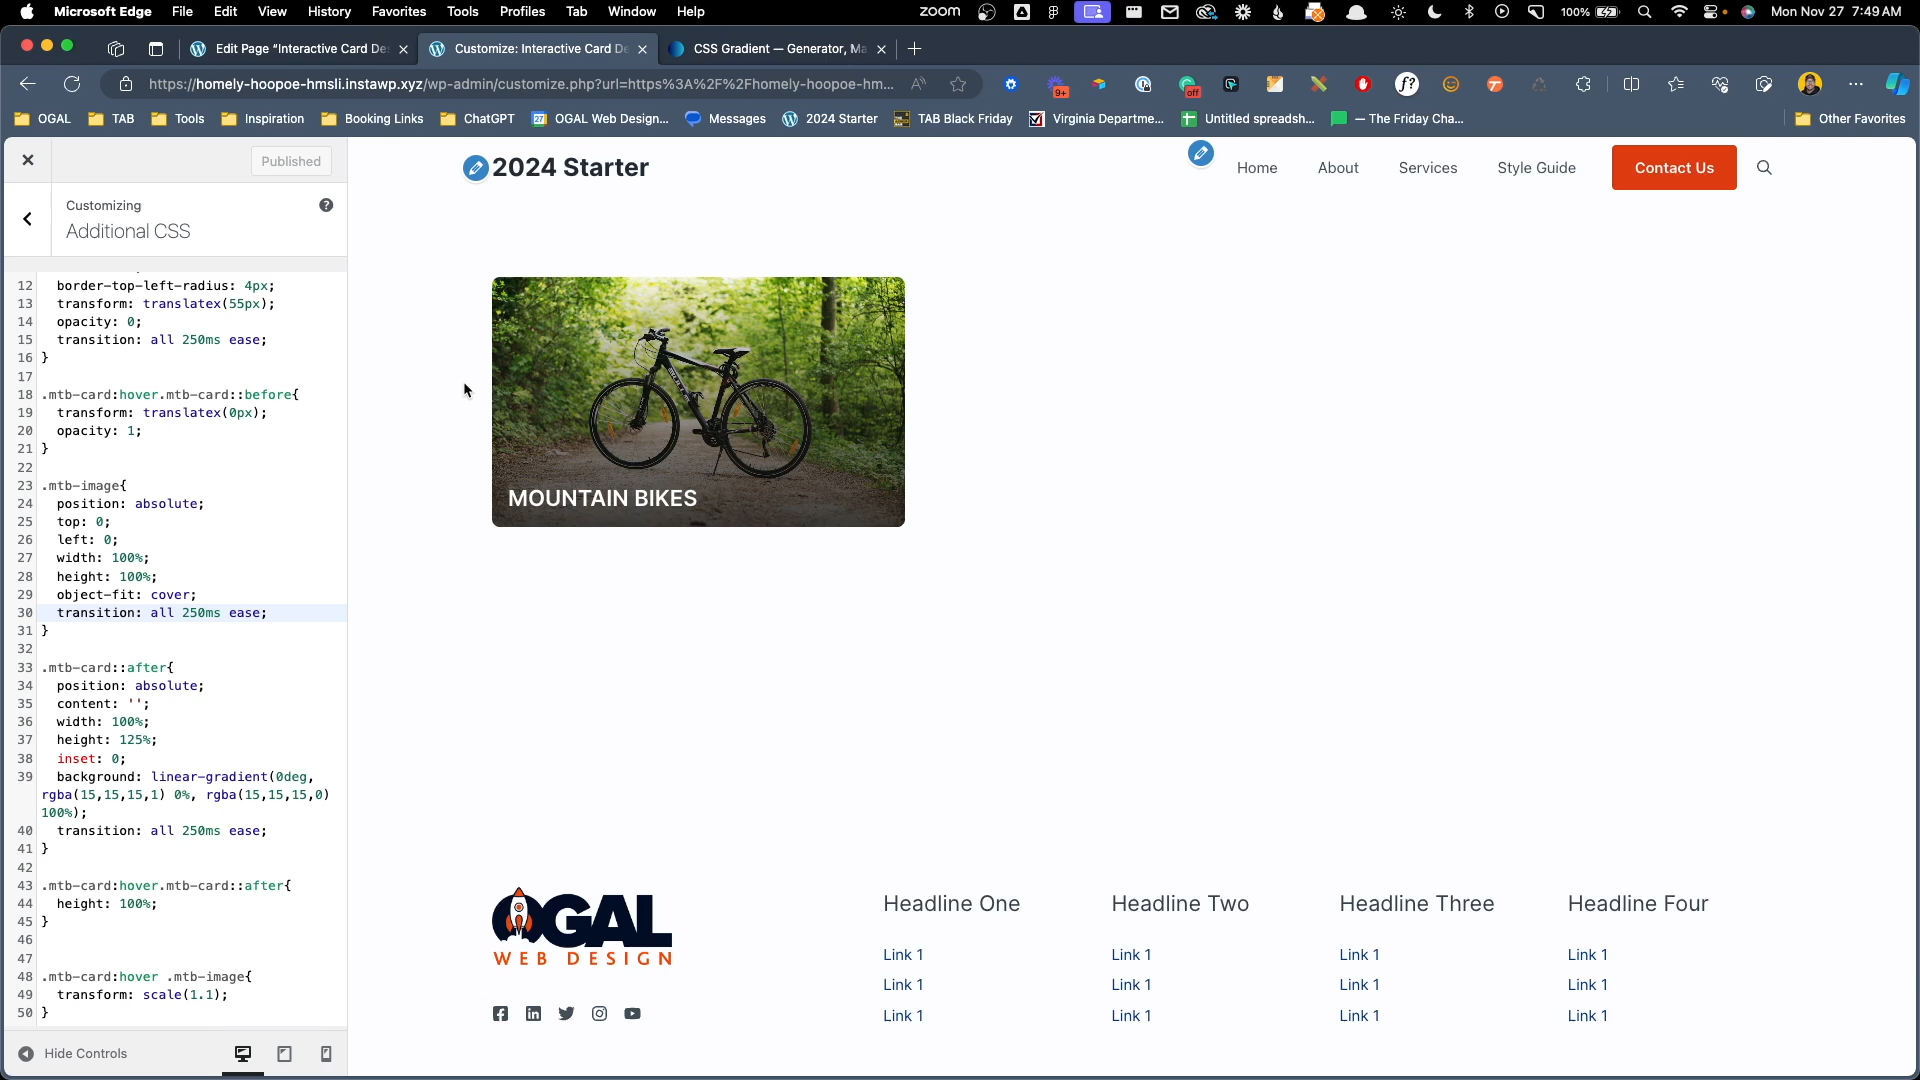 Microsoft Edge File Edit View History Favorites Tools Profiles Tab Window Help zoom 100% Mon Nov 27 7:49 AM
Edit Page "Interactive Card De Customize: Interactive Card De CSS Gradient — Generator, Ma
https://homely-hoopoe-hmsli.instawp.xyz/wp-admin/customize.php?url=https%3A%2F%2Fhomely-hoopoe-hm... 9+ off f?
OGAL TAB Tools Inspiration Booking Links ChatGPT 27 OGAL Web Design... Messages 2024 Starter TAB Black Friday Virginia Departme... Untitled spreadsh... — The Friday Cha... Other Favorites
Published
Customizing
Additional CSS
12 border-top-left-radius: 4px;
13 transform: translatex(55px);
14 opacity: 0;
15 transition: all 250ms ease;
16 }
17
18 .mtb-card:hover.mtb-card::before{
19 transform: translatex(0px);
20 opacity: 1;
21 }
22
23 .mtb-image{
24 position: absolute;
25 top: 0;
26 left: 0;
27 width: 100%;
28 height: 100%;
29 object-fit: cover;
30 transition: all 250ms ease;
31 }
32
33 .mtb-card::after{
34 position: absolute;
35 content: '';
36 width: 100%;
37 height: 125%;
38 inset: 0;
39 background: linear-gradient(0deg,
rgba(15,15,15,1) 0%, rgba(15,15,15,0)
100%);
40 transition: all 250ms ease;
41 }
42
43 .mtb-card:hover.mtb-card::after{
44 height: 100%;
45 }
46
47
48 .mtb-card:hover .mtb-image{
49 transform: scale(1.1);
50 }
Hide Controls
2024 Starter Home About Services Style Guide Contact Us
MOUNTAIN BIKES
OGAL
WEB DESIGN
Headline One Headline Two Headline Three Headline Four
Link 1 Link 1 Link 1 Link 1
Link 1 Link 1 Link 1 Link 1
Link 1 Link 1 Link 1 Link 1